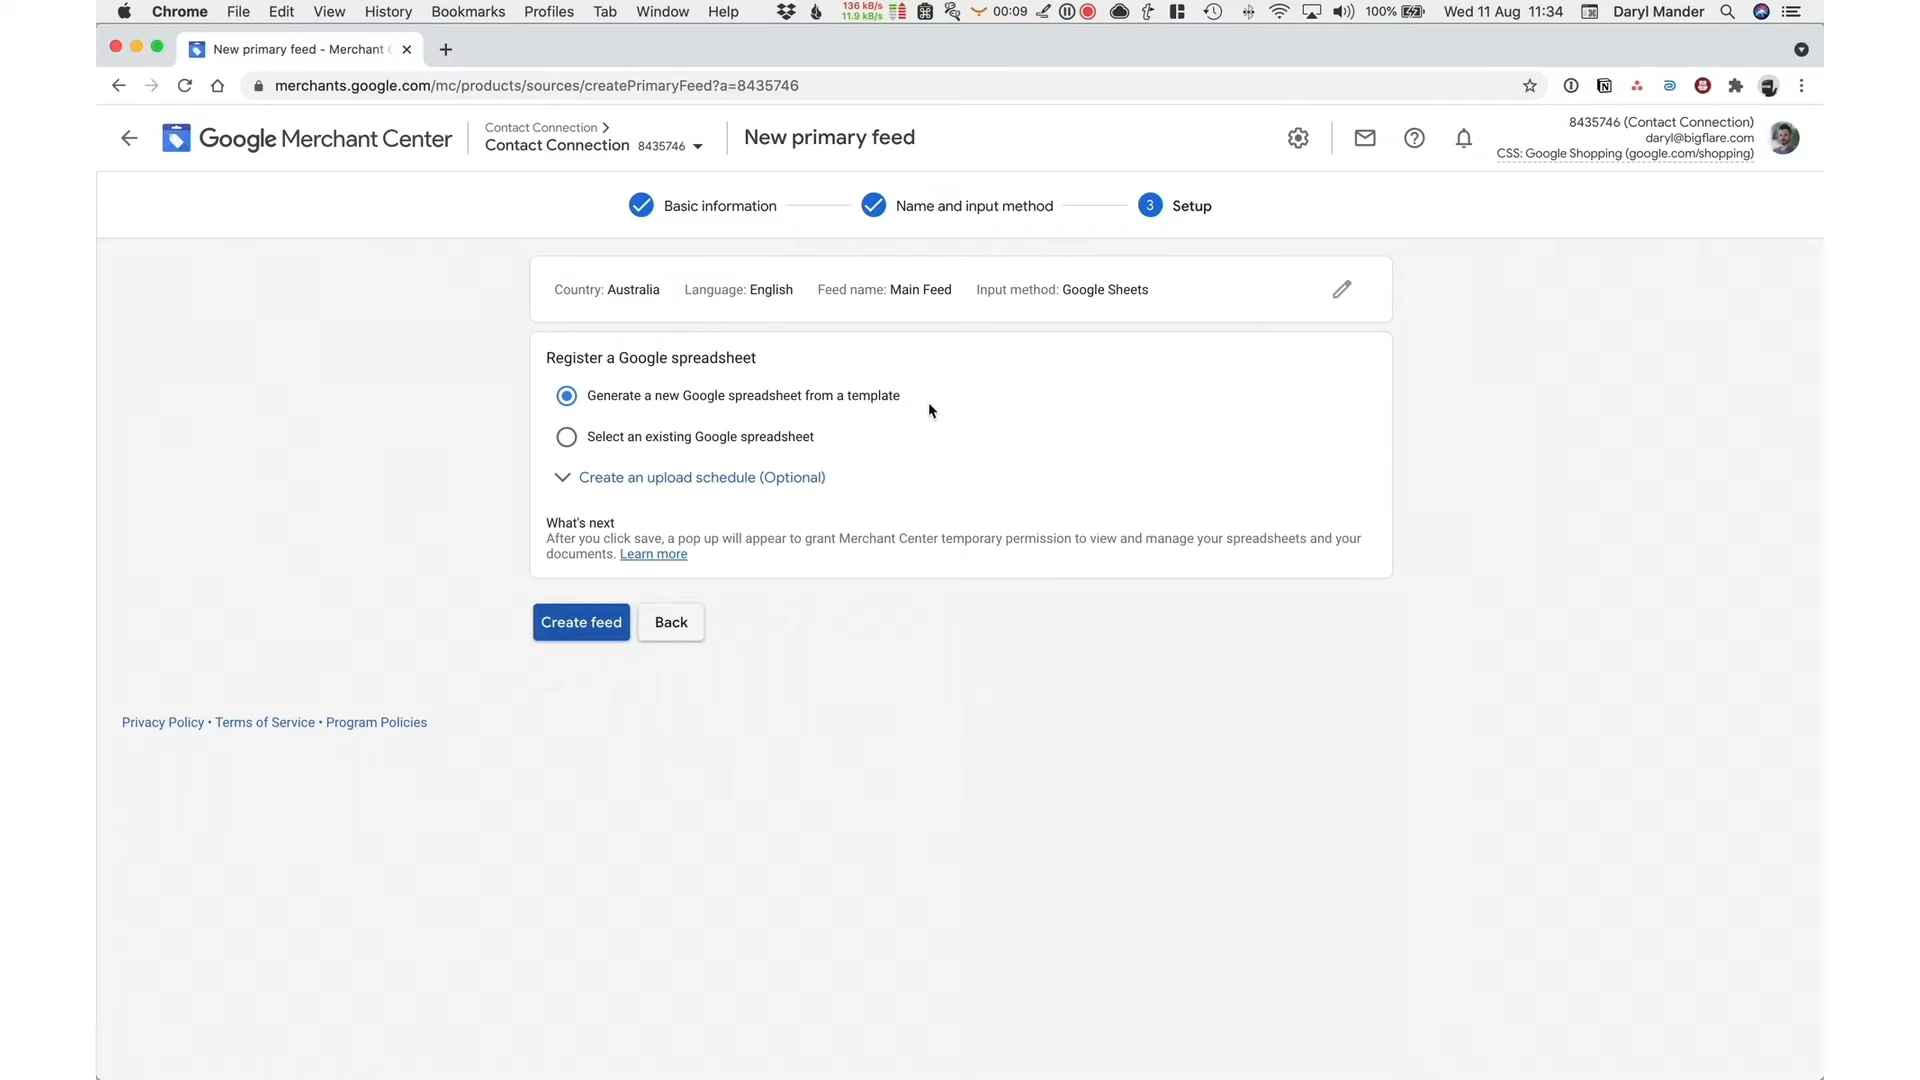 Chrome File Edit View History Bookmarks Profiles Tab Window Help 136 kB/s 11.9 kB/s 00:09 100% Wed 11 Aug 11:34 Daryl Mander
New primary feed - Merchant
merchants.google.com/mc/products/sources/createPrimaryFeed?a=8435746
Google Merchant Center
Contact Connection
Contact Connection 8435746
New primary feed
8435746 (Contact Connection)
daryl@bigflare.com
CSS: Google Shopping (google.com/shopping)
Basic information Name and input method 3 Setup
Country: Australia Language: English Feed name: Main Feed Input method: Google Sheets
Register a Google spreadsheet
Generate a new Google spreadsheet from a template
Select an existing Google spreadsheet
Create an upload schedule (Optional)
What's next
After you click save, a pop up will appear to grant Merchant Center temporary permission to view and manage your spreadsheets and your
documents. Learn more
Create feed Back
Privacy Policy • Terms of Service • Program Policies